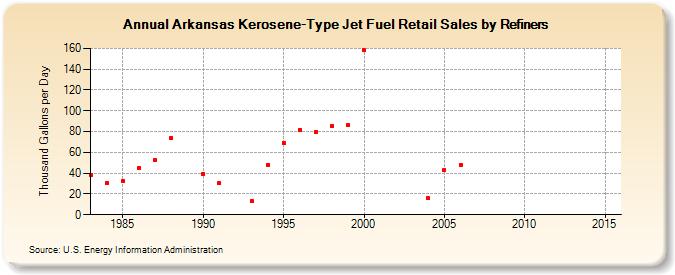 Annual Arkansas Kerosene-Type Jet Fuel Retail Sales by Refiners
Thousand Gallons per Day
160
140
120
100
80
60
40
20
0
1985 1990 1995 2000 2005 2010 2015
Source: U.S. Energy Information Administration